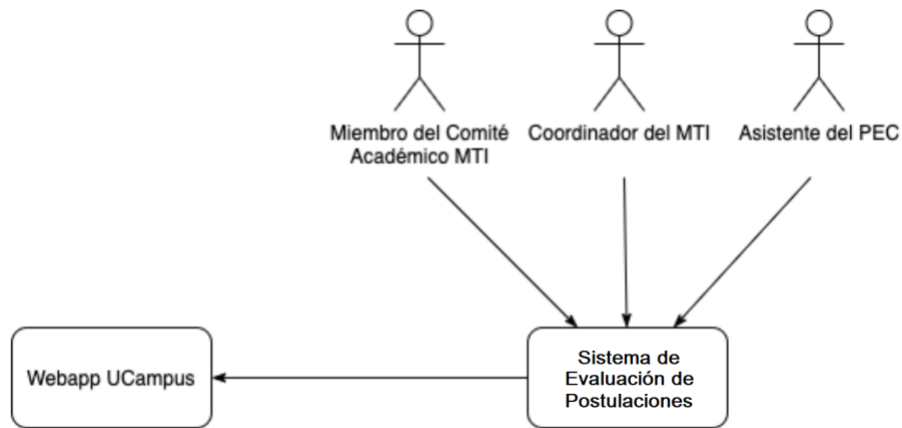 Miembro del Comité
Académico MTI
Coordinador del MTI
Asistente del PEC
Webapp UCampus
Sistema de
Evaluación de
Postulaciones